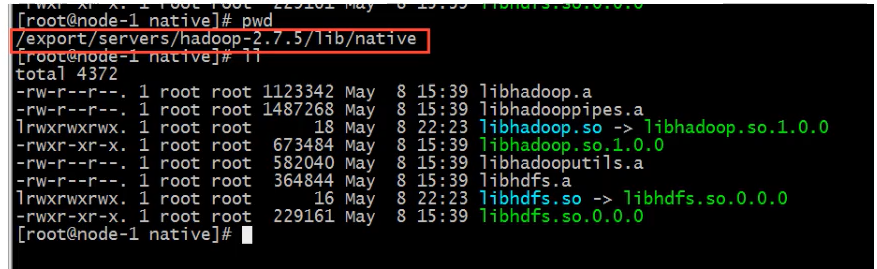 229161 May 8 15:39 libhdfs.so.0.0.0
[root@node-1 native]# pwd
/export/servers/hadoop-2.7.5/lib/native
[root@node-1 native]# ll
total 4372
-rw-r--r--. 1 root root 1123342 May  8 15:39 libhadoop.a
-rw-r--r--. 1 root root 1487268 May  8 15:39 libhadooppipes.a
lrwxrwxrwx. 1 root root      18 May  8 22:23 libhadoop.so -> libhadoop.so.1.0.0
-rwxr-xr-x. 1 root root  673484 May  8 15:39 libhadoop.so.1.0.0
-rw-r--r--. 1 root root  582040 May  8 15:39 libhadooputils.a
-rw-r--r--. 1 root root  364844 May  8 15:39 libhdfs.a
lrwxrwxrwx. 1 root root      16 May  8 22:23 libhdfs.so -> libhdfs.so.0.0.0
-rwxr-xr-x. 1 root root  229161 May  8 15:39 libhdfs.so.0.0.0
[root@node-1 native]#